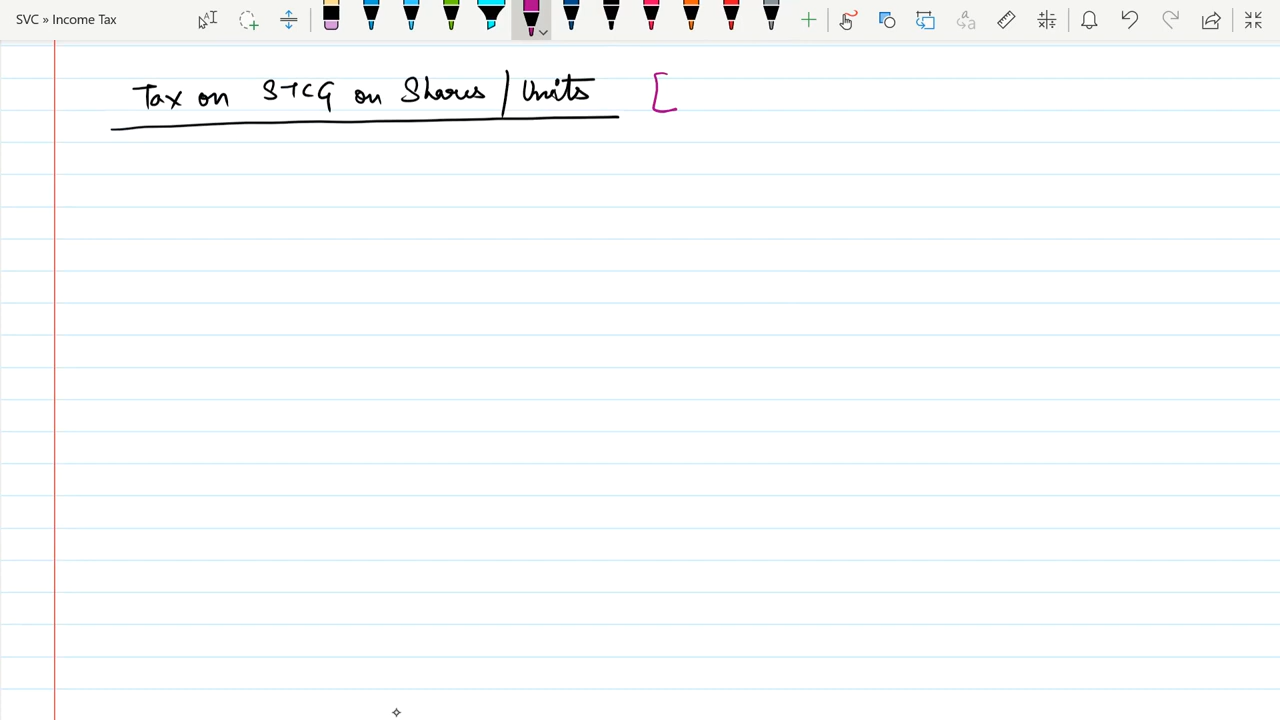 SVC » Income Tax
Tax on STCG on Shares / Units [